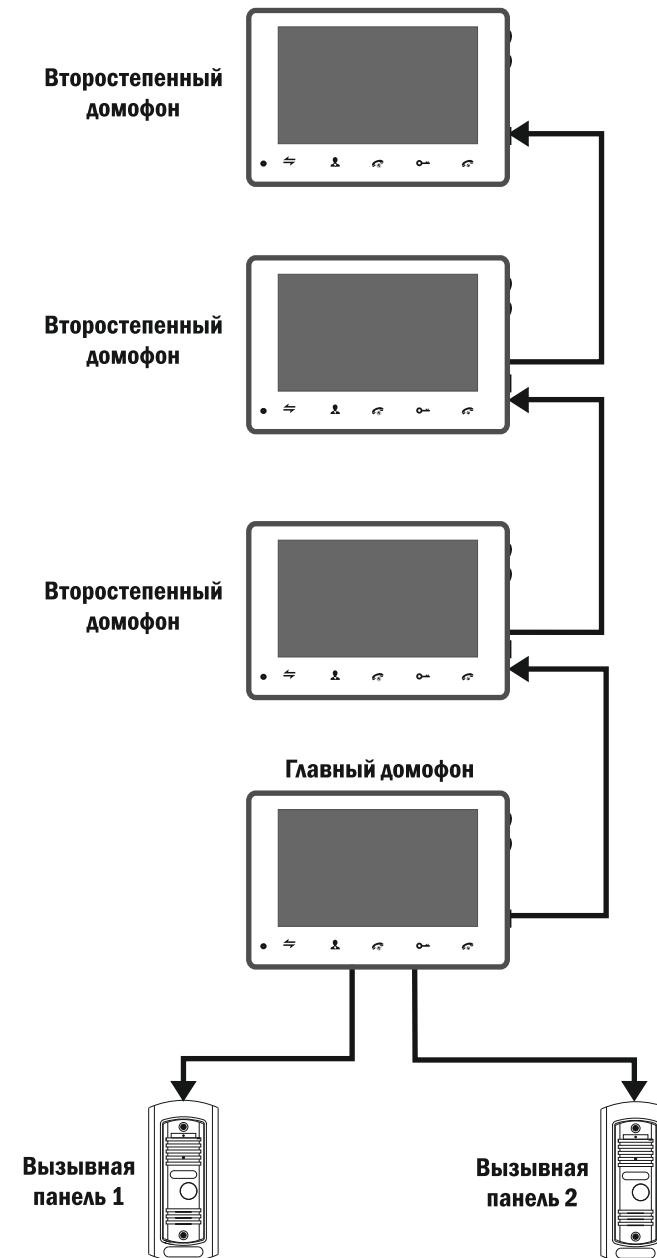 Второстепенный
домофон
Второстепенный
домофон
Второстепенный
домофон
Главный домофон
Вызывная
панель 1
Вызывная
панель 2